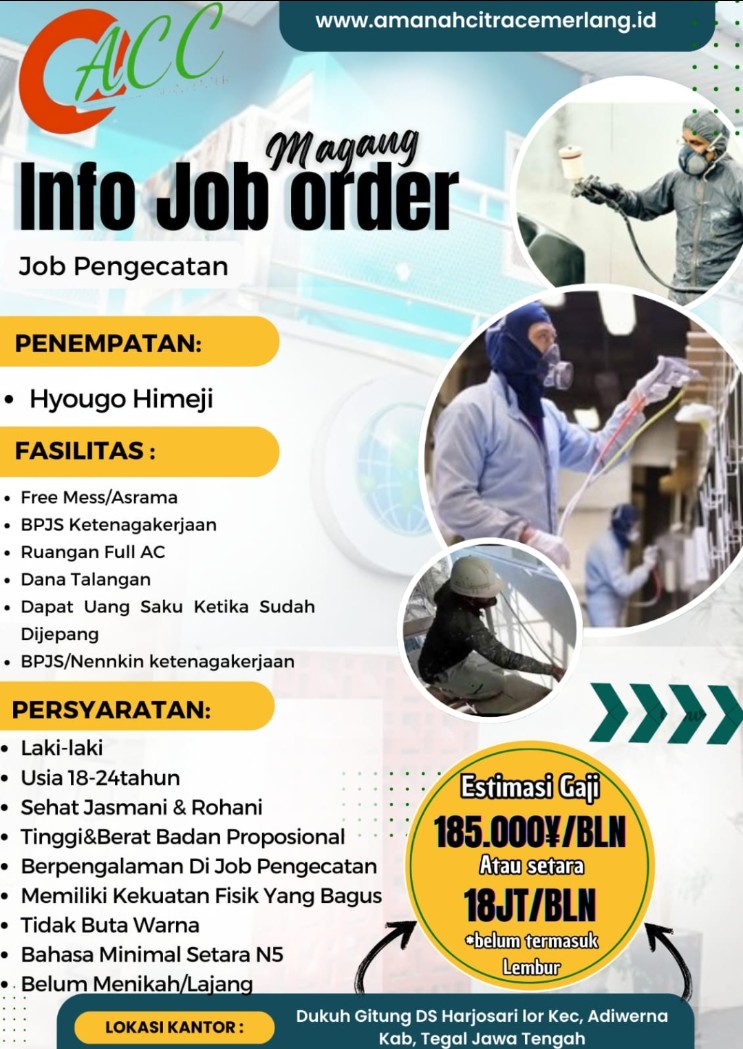 www.amanahcitracemerlang.id
ACC
Magang
Info Job order
Job Pengecatan
PENEMPATAN:
• Hyougo Himeji
FASILITAS :
• Free Mess/Asrama
• BPJS Ketenagakerjaan
• Ruangan Full AC
• Dana Talangan
• Dapat Uang Saku Ketika Sudah
Dijepang
• BPJS/Nennkin ketenagakerjaan
PERSYARATAN:
• Laki-laki
• Usia 18-24tahun
• Sehat Jasmani & Rohani
• Tinggi&Berat Badan Proposional
• Berpengalaman Di Job Pengecatan
• Memiliki Kekuatan Fisik Yang Bagus
• Tidak Buta Warna
• Bahasa Minimal Setara N5
• Belum Menikah/Lajang
Estimasi Gaji
185.000¥/BLN
Atau setara
18JT/BLN
*belum termasuk
Lembur
LOKASI KANTOR :
Dukuh Gitung DS Harjosari lor Kec, Adiwerna
Kab, Tegal Jawa Tengah